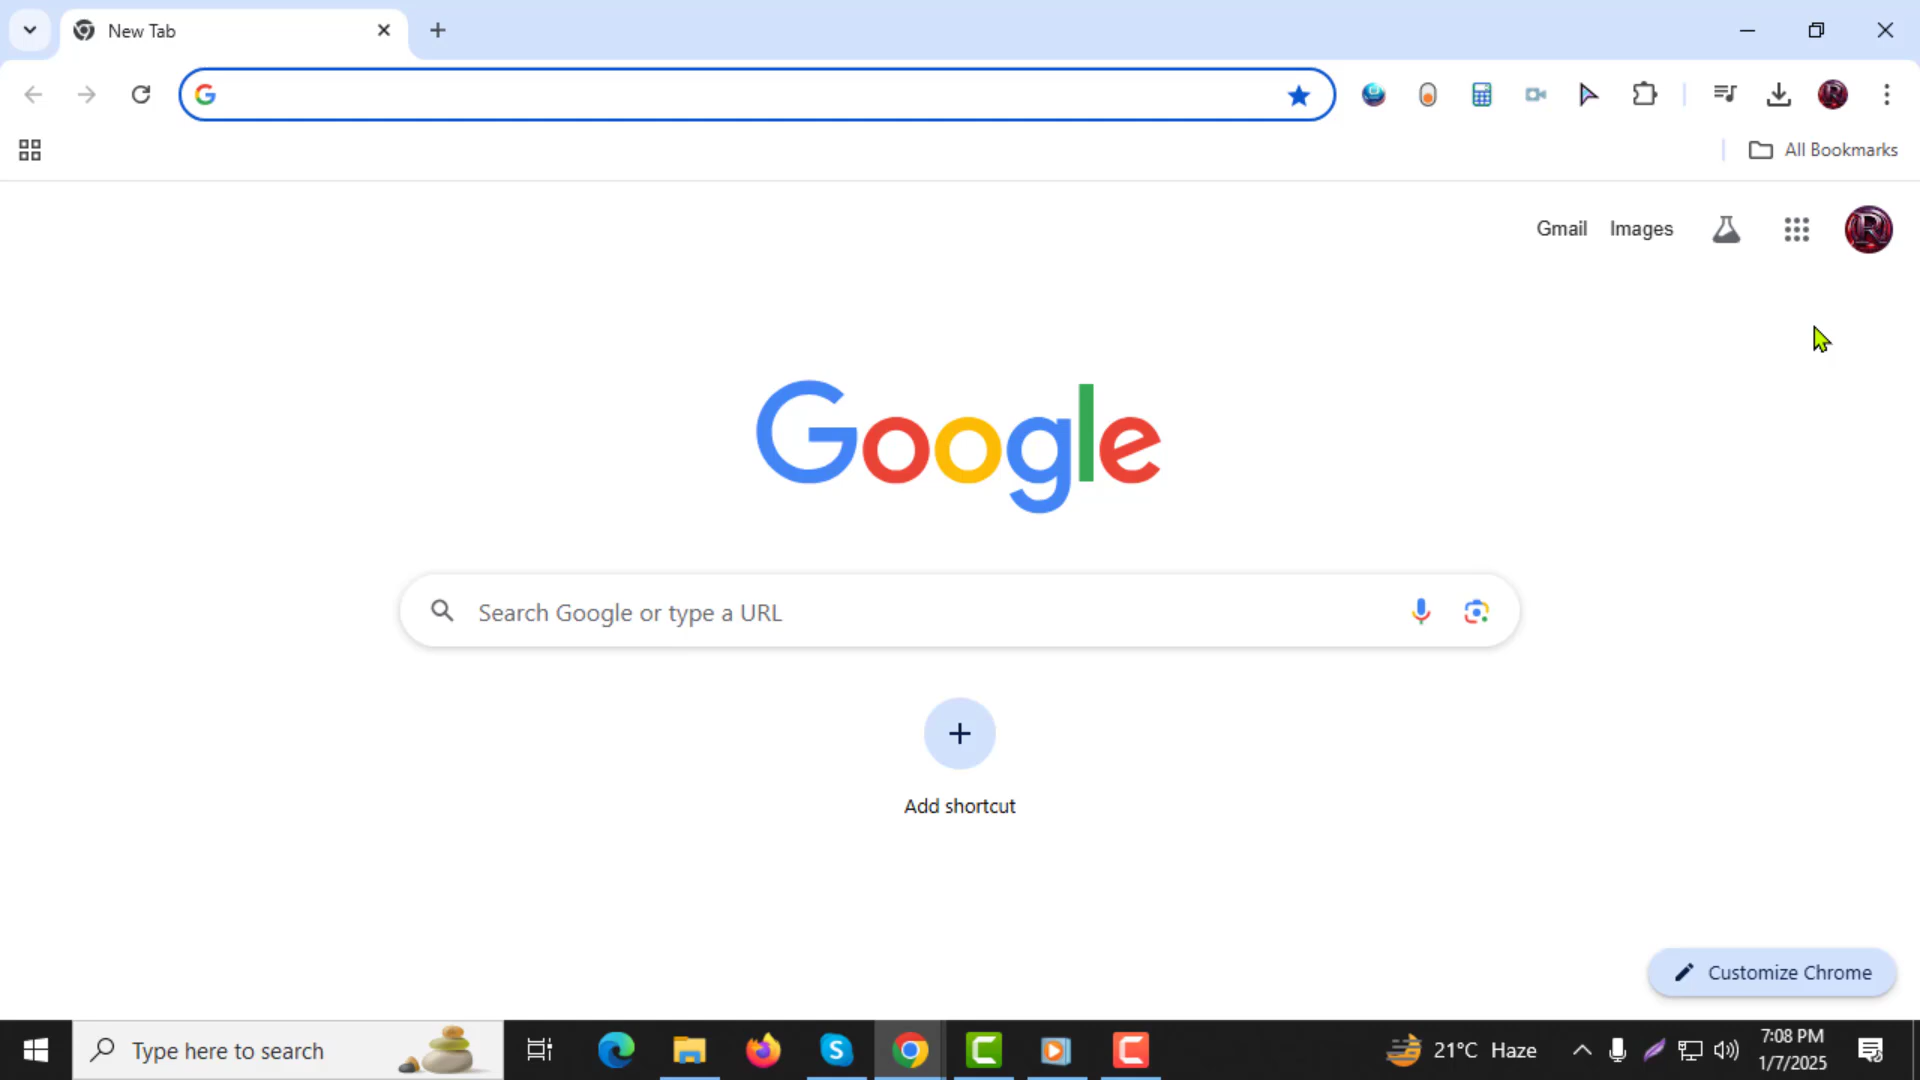 New Tab
All Bookmarks
Gmail Images
Google
Search Google or type a URL
Add shortcut
Customize Chrome
Type here to search
21°C Haze
7:08 PM
1/7/2025